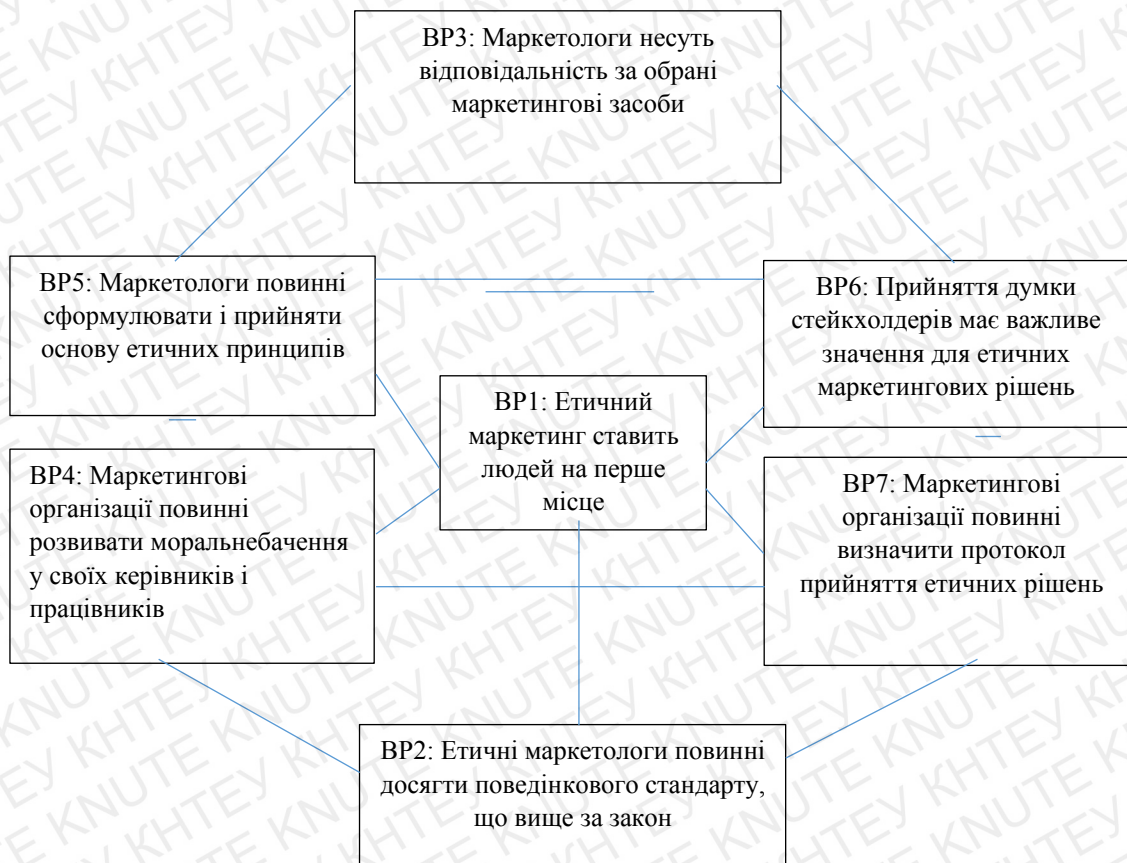 ВР3: Маркетологи несуть
відповідальність за обрані
маркетингові засоби
ВР5: Маркетологи повинні
сформулювати і прийняти
основу етичних принципів
ВР6: Прийняття думки
стейкхолдерів має важливе
значення для етичних
маркетингових рішень
ВР1: Етичний
маркетинг ставить
людей на перше
місце
ВР4: Маркетингові
організації повинні
розвивати моральнебачення
у своїх керівників і
працівників
ВР7: Маркетингові
організації повинні
визначити протокол
прийняття етичних рішень
ВР2: Етичні маркетологи повинні
досягти поведінкового стандарту,
що вище за закон